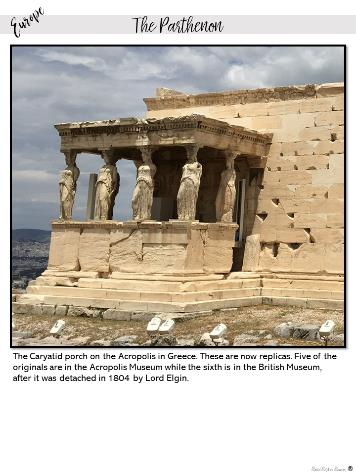 Europe
The Parthenon
The Caryatid porch on the Acropolis in Greece. These are now replicas. Five of the
originals are in the Acropolis Museum while the sixth is in the British Museum,
after it was detached in 1804 by Lord Elgin.